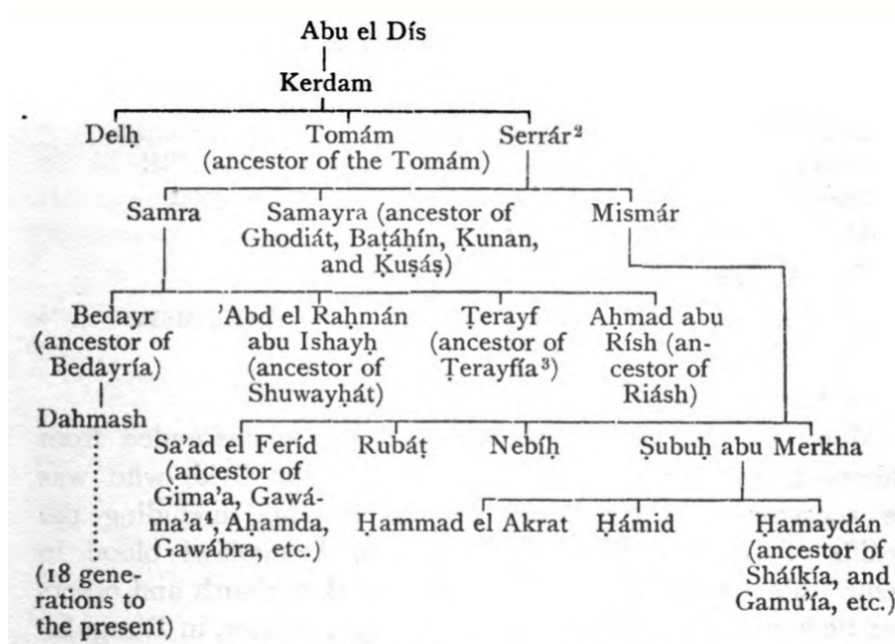 Abu el Dís
Kerdam
Delḥ Tomám Serrár²
(ancestor of the Tomám)
Samra Samayra (ancestor of Mismár
Ghodiát, Baṭáḥín, Ḳunan,
and Ḳuṣáṣ)
Bedayr 'Abd el Raḥmán Ṭerayf Aḥmad abu
(ancestor of abu Ishayḥ (ancestor of Rísh (an-
Bedayría) (ancestor of Ṭerayfía³) cestor of
Shuwayḥát) Riásh)
Dahmash
Sa'ad el Feríd Rubáṭ Nebíḥ Ṣubuḥ abu Merkha
(ancestor of
Gima'a, Gawá-
ma'a⁴, Aḥamda, Ḥammad el Akrat Ḥámid Ḥamaydán
Gawábra, etc.) (ancestor of
(18 gene- Sháíḳía, and
rations to Gamu'ía, etc.)
the present)